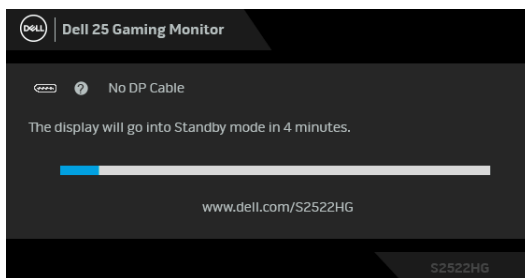 DELL
Dell 25 Gaming Monitor
? No DP Cable
The display will go into Standby mode in 4 minutes.
www.dell.com/S2522HG
S2522HG